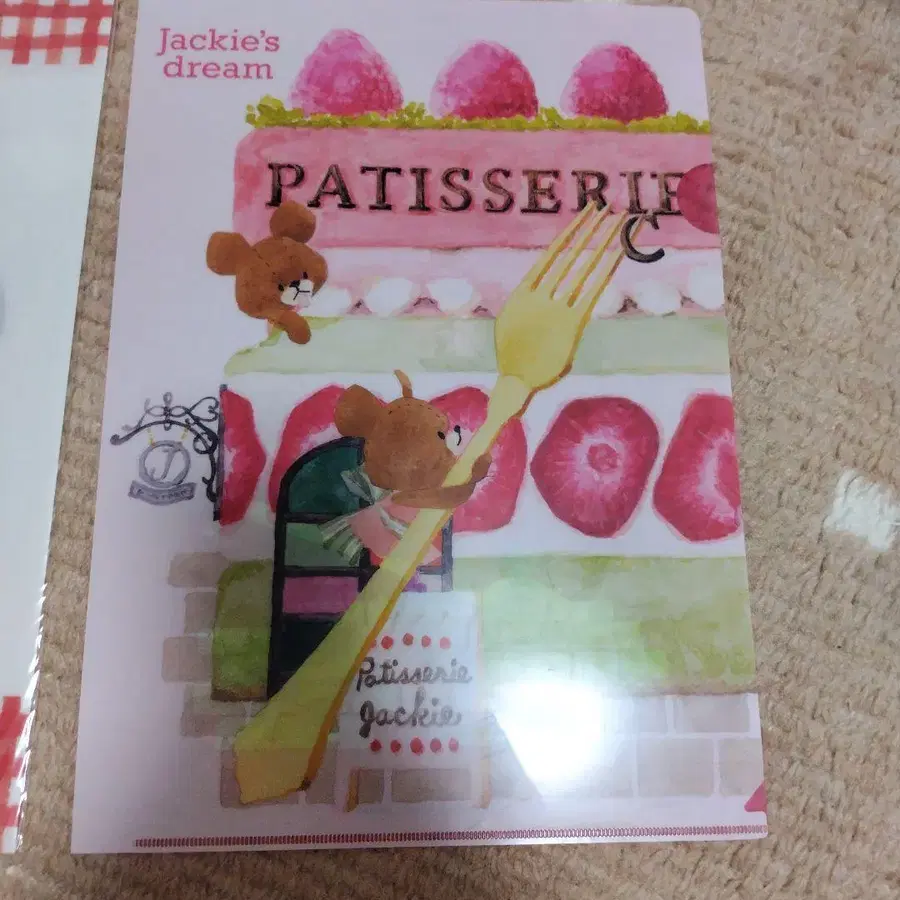 Jackie's
dream
PATISSERIE
J
Patisserie
Jackie